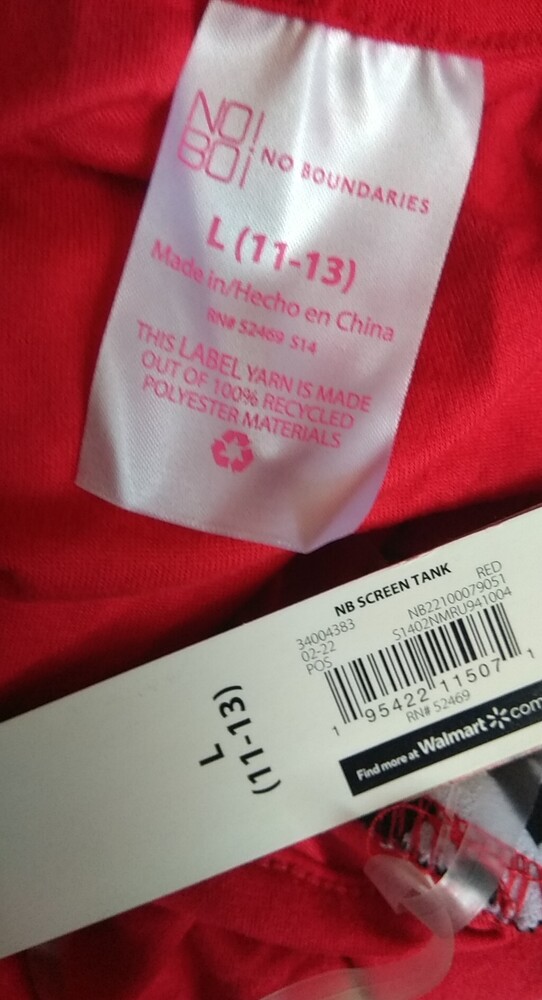 NO!
BO¡ NO BOUNDARIES
L (11-13)
Made in/Hecho en China
RN# 52469 S14
THIS LABEL YARN IS MADE
OUT OF 100% RECYCLED
POLYESTER MATERIALS
NB SCREEN TANK
34004383 RED
02-22 NB22100079051
POS S1402NMRU941004
1 95422 11507 1
RN# 52469
Find more at Walmart.com
L
(11-13)